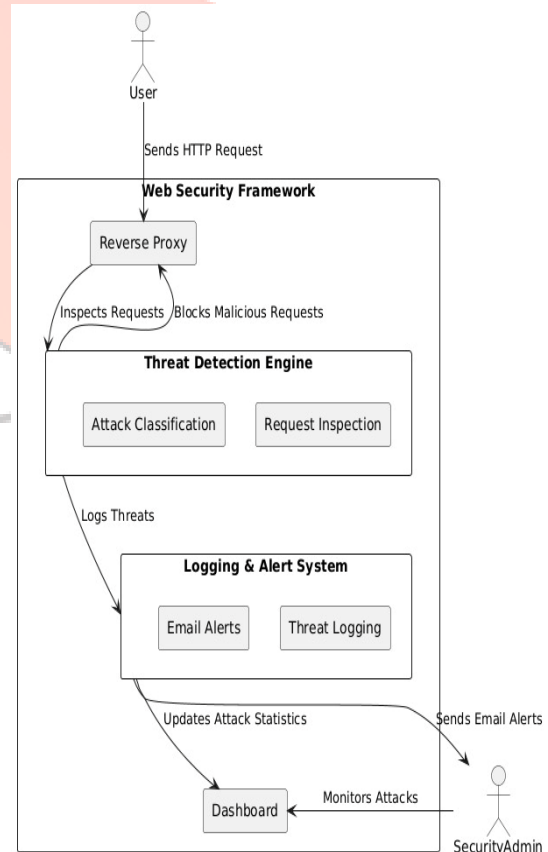 User
Sends HTTP Request
Web Security Framework
Reverse Proxy
Inspects Requests
Blocks Malicious Requests
Threat Detection Engine
Attack Classification
Request Inspection
Logs Threats
Logging & Alert System
Email Alerts
Threat Logging
Updates Attack Statistics
Sends Email Alerts
Dashboard
Monitors Attacks
SecurityAdmin